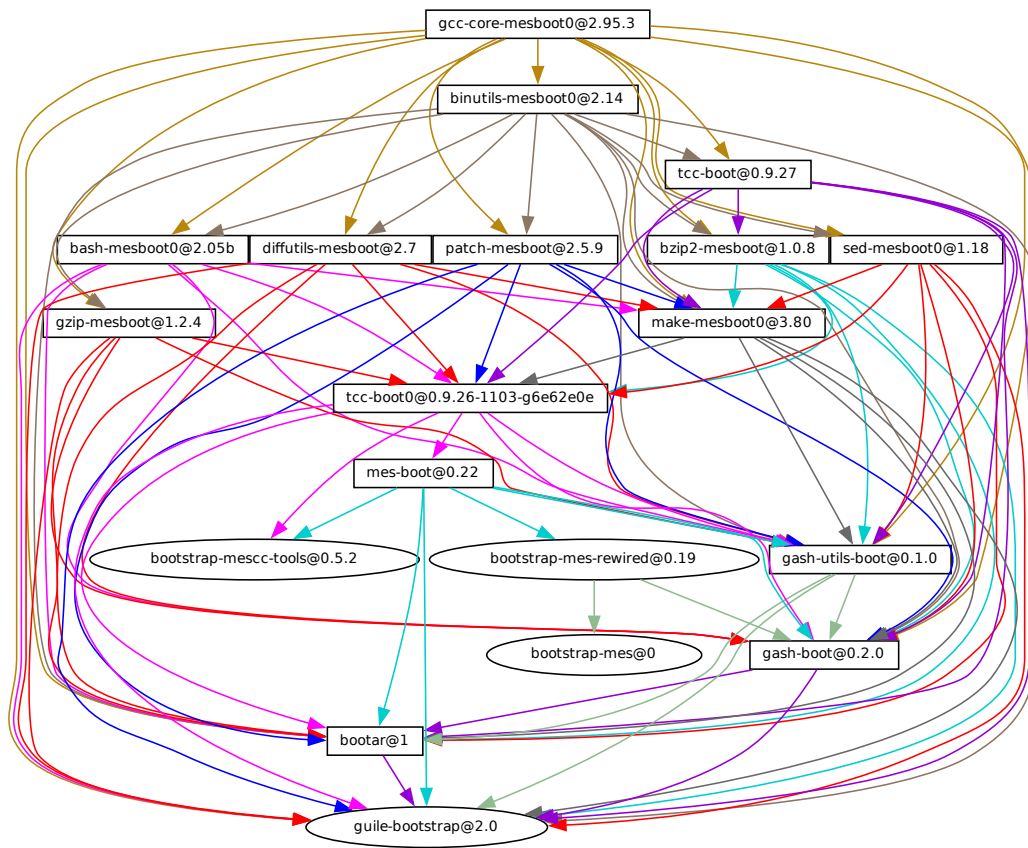 gcc-core-mesboot0@2.95.3
binutils-mesboot0@2.14
tcc-boot@0.9.27
bash-mesboot0@2.05b
diffutils-mesboot@2.7
patch-mesboot@2.5.9
bzip2-mesboot@1.0.8
sed-mesboot0@1.18
gzip-mesboot@1.2.4
make-mesboot0@3.80
tcc-boot0@0.9.26-1103-g6e62e0e
mes-boot@0.22
bootstrap-mescc-tools@0.5.2
bootstrap-mes-rewired@0.19
gash-utils-boot@0.1.0
bootstrap-mes@0
gash-boot@0.2.0
bootar@1
guile-bootstrap@2.0